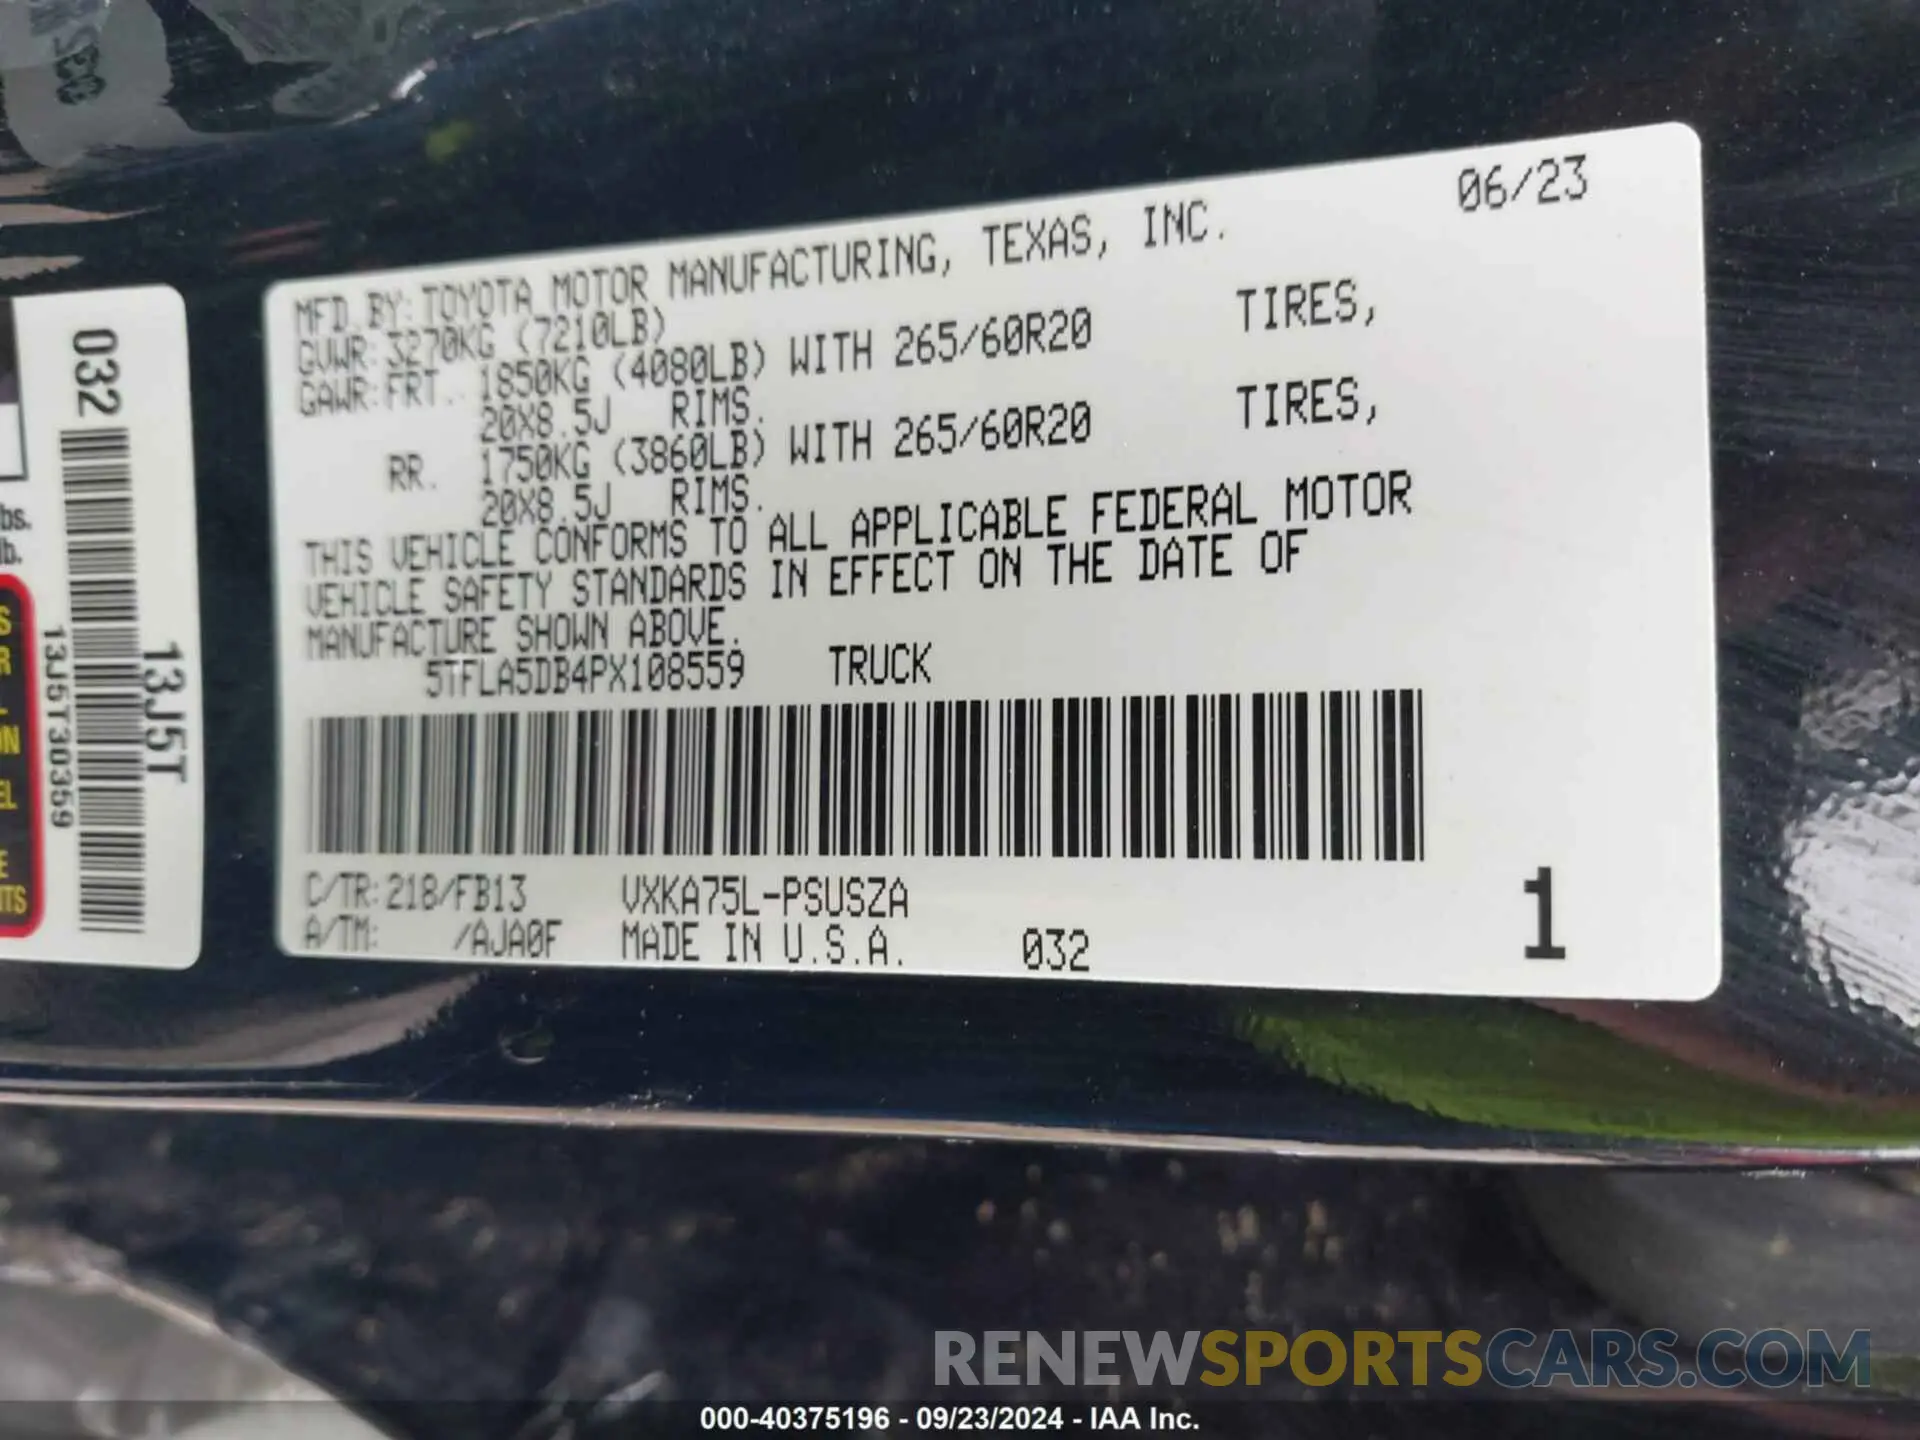 MFD. BY: TOYOTA MOTOR MANUFACTURING, TEXAS, INC. 06/23
GVWR: 3270KG (7210LB)
GAWR: FRT. 1850KG (4080LB) WITH 265/60R20 TIRES,
20X8.5J RIMS.
RR. 1750KG (3860LB) WITH 265/60R20 TIRES,
20X8.5J RIMS.
THIS VEHICLE CONFORMS TO ALL APPLICABLE FEDERAL MOTOR
VEHICLE SAFETY STANDARDS IN EFFECT ON THE DATE OF
MANUFACTURE SHOWN ABOVE.
5TFLA5DB4PX108559 TRUCK
C/TR: 218/FB13 VXKA75L-PSUSZA
A/TM: /AJA0F MADE IN U.S.A. 032
1
032
13J5T
13J5T30359
bs.
lb.
RENEWSPORTSCARS.COM
000-40375196 - 09/23/2024 - IAA Inc.